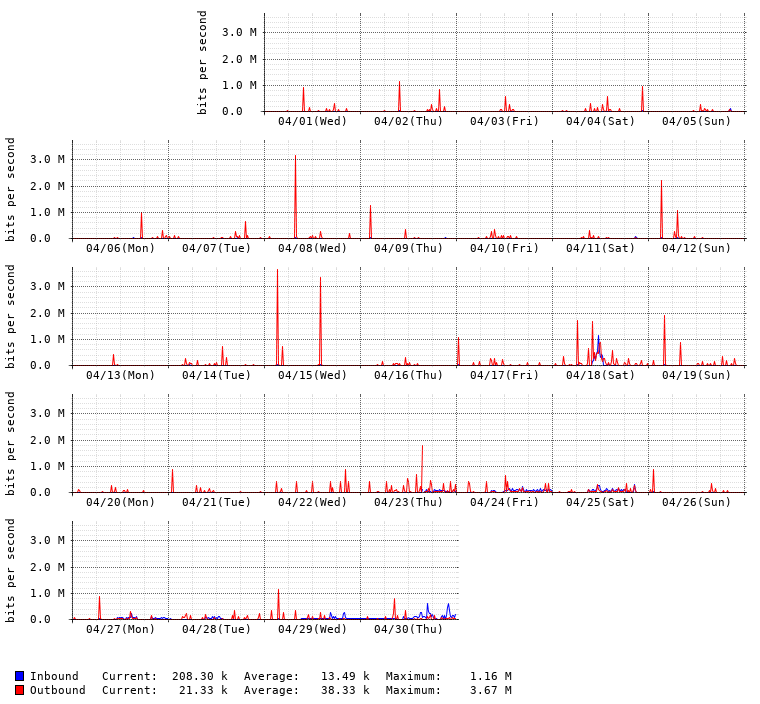 bits per second
3.0 M
2.0 M
1.0 M
0.0
04/01(Wed) 04/02(Thu) 04/03(Fri) 04/04(Sat) 04/05(Sun)
bits per second
3.0 M
2.0 M
1.0 M
0.0
04/06(Mon) 04/07(Tue) 04/08(Wed) 04/09(Thu) 04/10(Fri) 04/11(Sat) 04/12(Sun)
bits per second
3.0 M
2.0 M
1.0 M
0.0
04/13(Mon) 04/14(Tue) 04/15(Wed) 04/16(Thu) 04/17(Fri) 04/18(Sat) 04/19(Sun)
bits per second
3.0 M
2.0 M
1.0 M
0.0
04/20(Mon) 04/21(Tue) 04/22(Wed) 04/23(Thu) 04/24(Fri) 04/25(Sat) 04/26(Sun)
bits per second
3.0 M
2.0 M
1.0 M
0.0
04/27(Mon) 04/28(Tue) 04/29(Wed) 04/30(Thu)
Inbound Current: 208.30 k Average: 13.49 k Maximum: 1.16 M
Outbound Current: 21.33 k Average: 38.33 k Maximum: 3.67 M